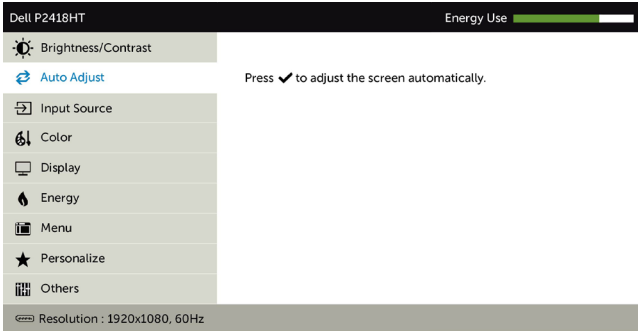 Dell P2418HT
Energy Use
Brightness/Contrast
Auto Adjust
Press ✔ to adjust the screen automatically.
Input Source
Color
Display
Energy
Menu
Personalize
Others
Resolution : 1920x1080, 60Hz